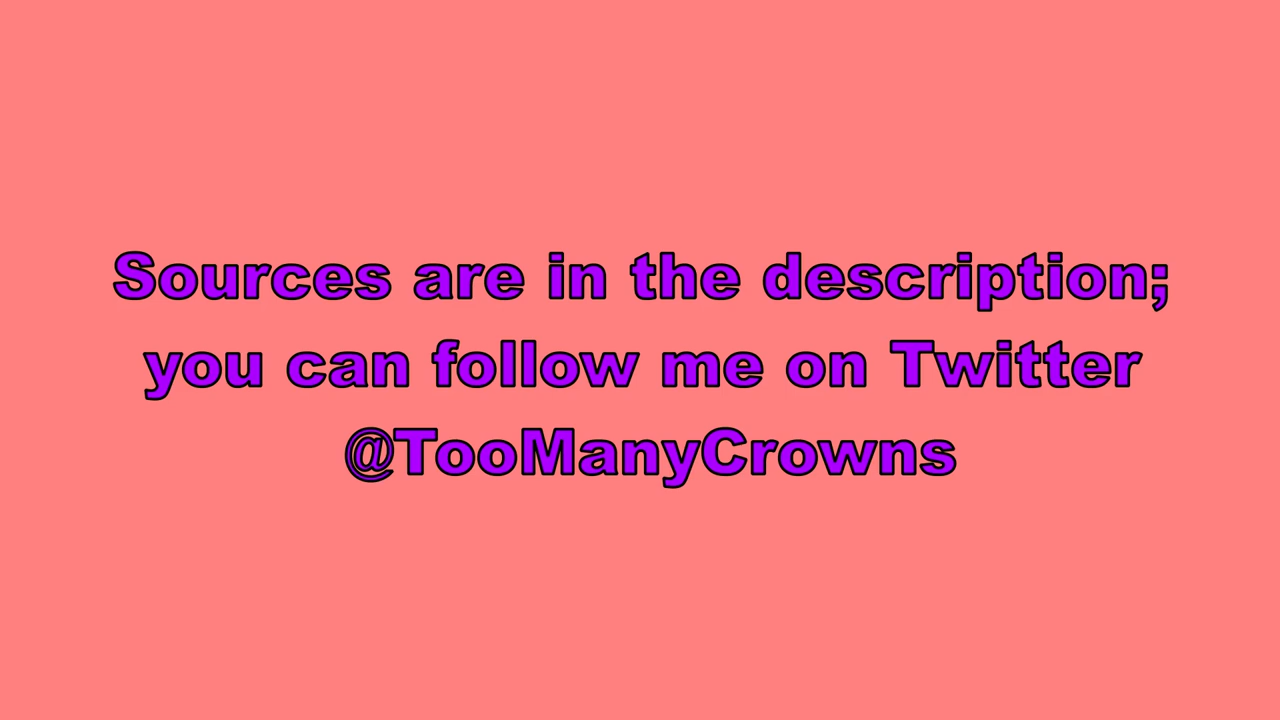 Sources are in the description;
you can follow me on Twitter
@TooManyCrowns